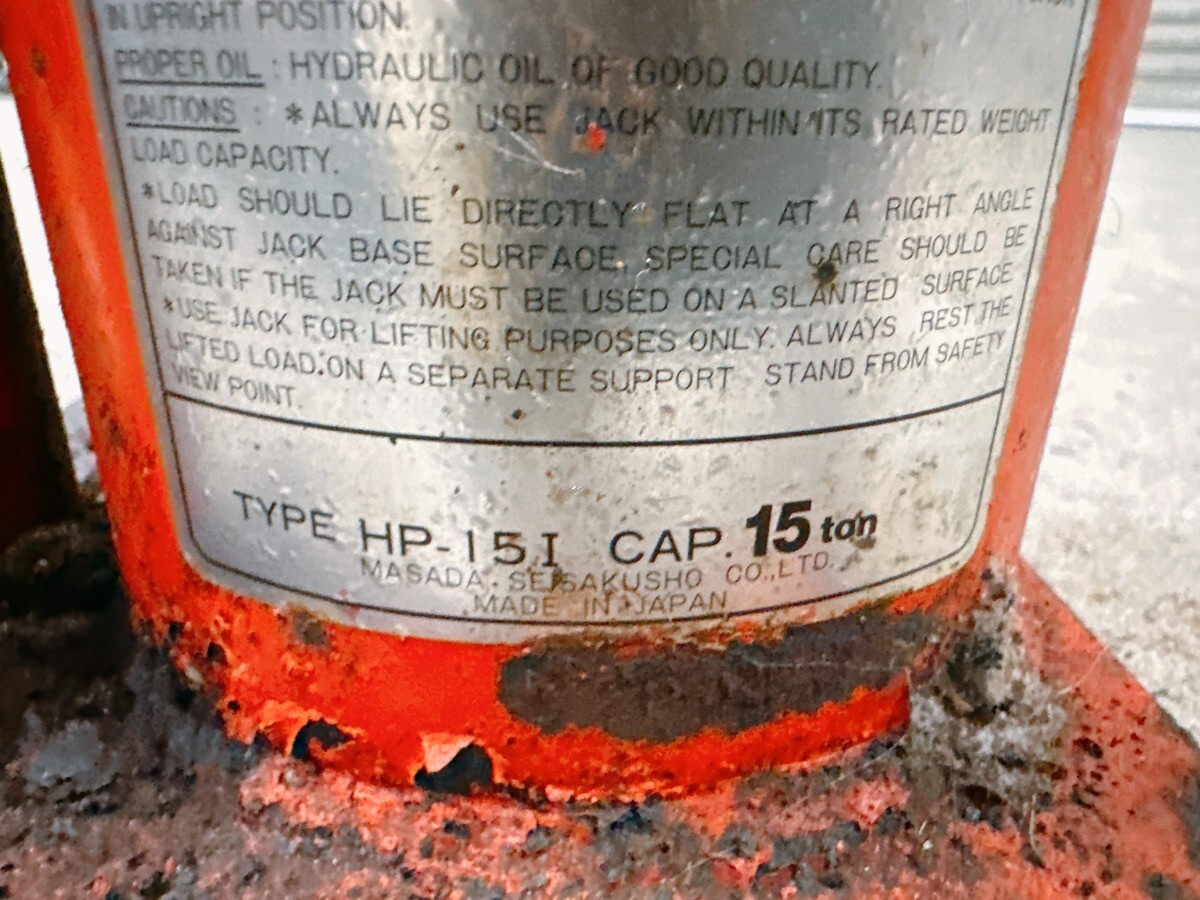 IN UPRIGHT POSITION.
PROPER OIL : HYDRAULIC OIL OF GOOD QUALITY.
CAUTIONS : *ALWAYS USE JACK WITHIN ITS RATED WEIGHT
LOAD CAPACITY.
*LOAD SHOULD LIE DIRECTLY FLAT AT A RIGHT ANGLE
AGAINST JACK BASE SURFACE. SPECIAL CARE SHOULD BE
TAKEN IF THE JACK MUST BE USED ON A SLANTED SURFACE
*USE JACK FOR LIFTING PURPOSES ONLY. ALWAYS REST THE
LIFTED LOAD ON A SEPARATE SUPPORT STAND FROM SAFETY
VIEW POINT.
TYPE HP-15I CAP. 15 ton
MASADA SEISAKUSHO CO.,LTD.
MADE IN JAPAN